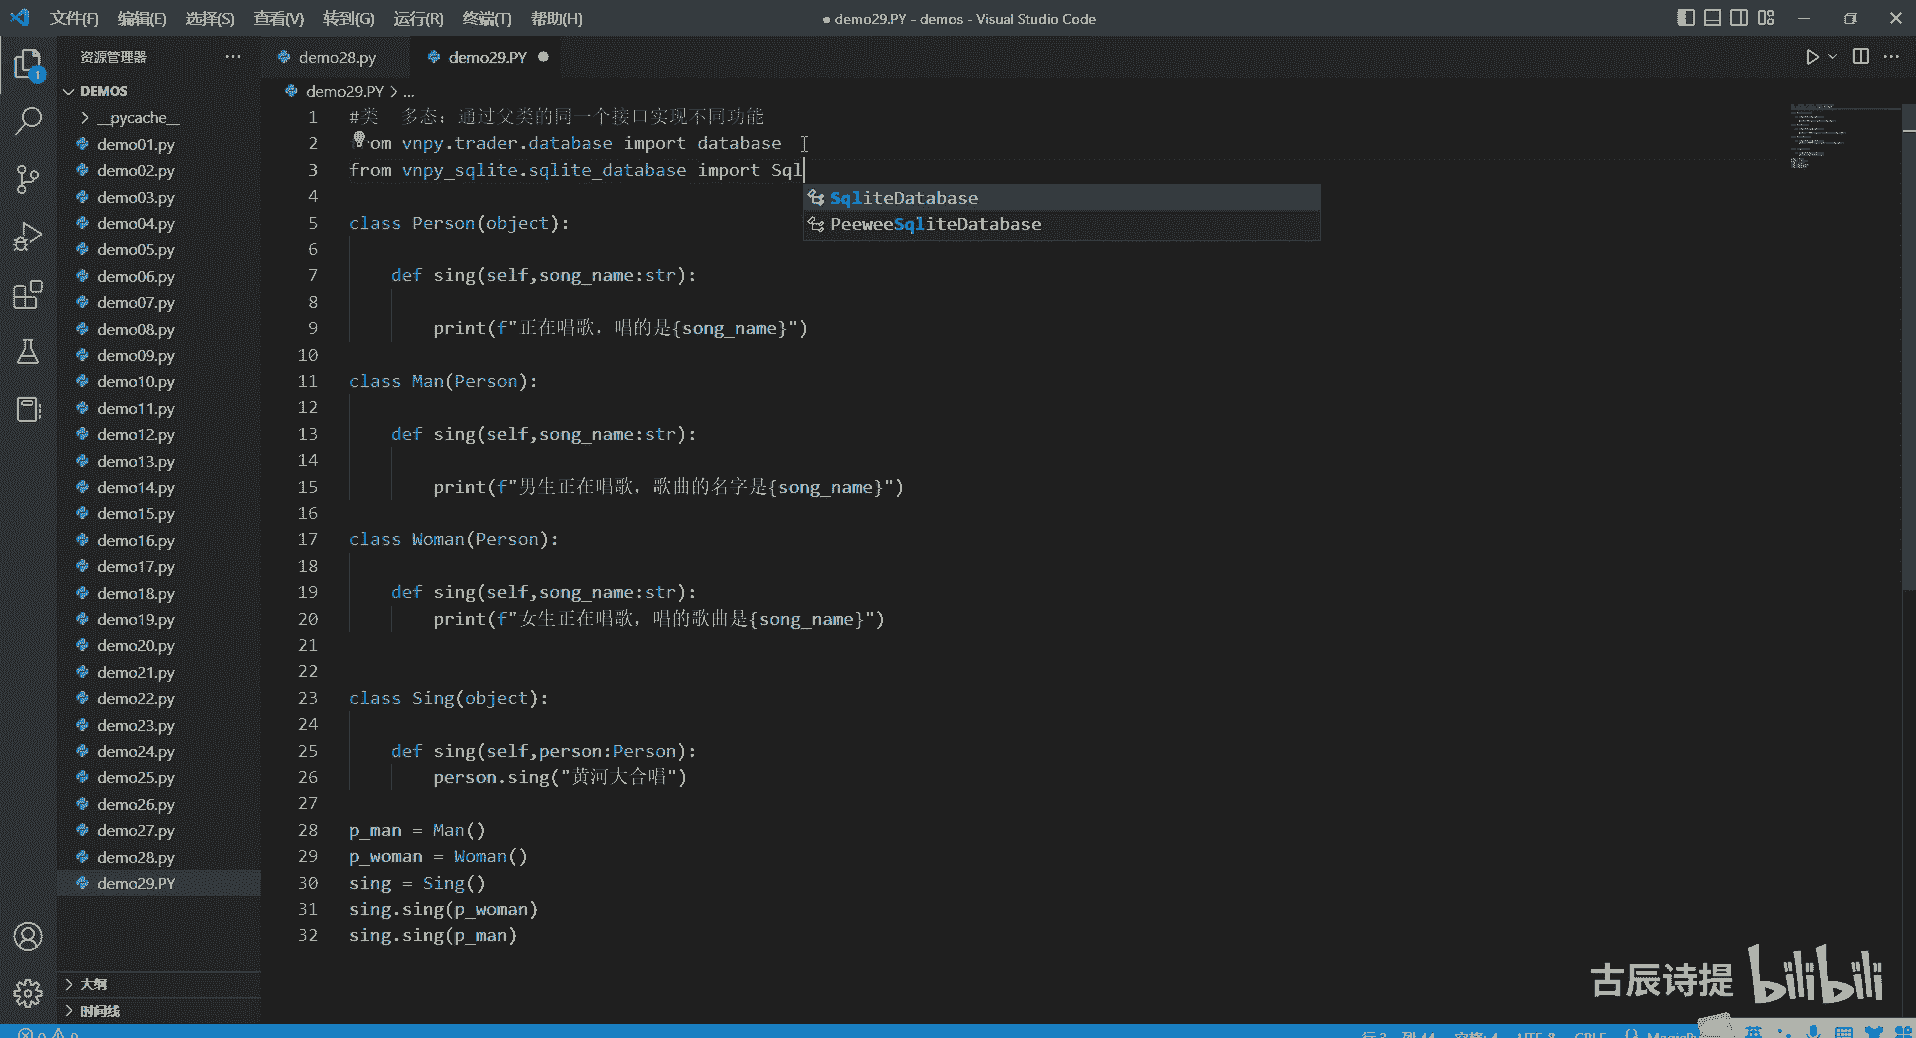 文件(F) 编辑(E) 选择(S) 查看(V) 转到(G) 运行(R) 终端(T) 帮助(H)
● demo29.PY - demos - Visual Studio Code
资源管理器
demo28.py
demo29.PY
1
DEMOS
demo29.PY > ...
__pycache__
demo01.py
demo02.py
demo03.py
demo04.py
demo05.py
demo06.py
demo07.py
demo08.py
demo09.py
demo10.py
demo11.py
demo12.py
demo13.py
demo14.py
demo15.py
demo16.py
demo17.py
demo18.py
demo19.py
demo20.py
demo21.py
demo22.py
demo23.py
demo24.py
demo25.py
demo26.py
demo27.py
demo28.py
demo29.PY
大纲
时间线
1 #类 多态：通过父类的同一个接口实现不同功能
2 om vnpy.trader.database import database
3 from vnpy_sqlite.sqlite_database import Sql
SqliteDatabase
PeeweeSqliteDatabase
4
5 class Person(object):
6
7 def sing(self,song_name:str):
8
9 print(f"正在唱歌，唱的是{song_name}")
10
11 class Man(Person):
12
13 def sing(self,song_name:str):
14
15 print(f"男生正在唱歌，歌曲的名字是{song_name}")
16
17 class Woman(Person):
18
19 def sing(self,song_name:str):
20 print(f"女生正在唱歌，唱的歌曲是{song_name}")
21
22
23 class Sing(object):
24
25 def sing(self,person:Person):
26 person.sing("黄河大合唱")
27
28 p_man = Man()
29 p_woman = Woman()
30 sing = Sing()
31 sing.sing(p_woman)
32 sing.sing(p_man)
古辰诗提 bilibili
英